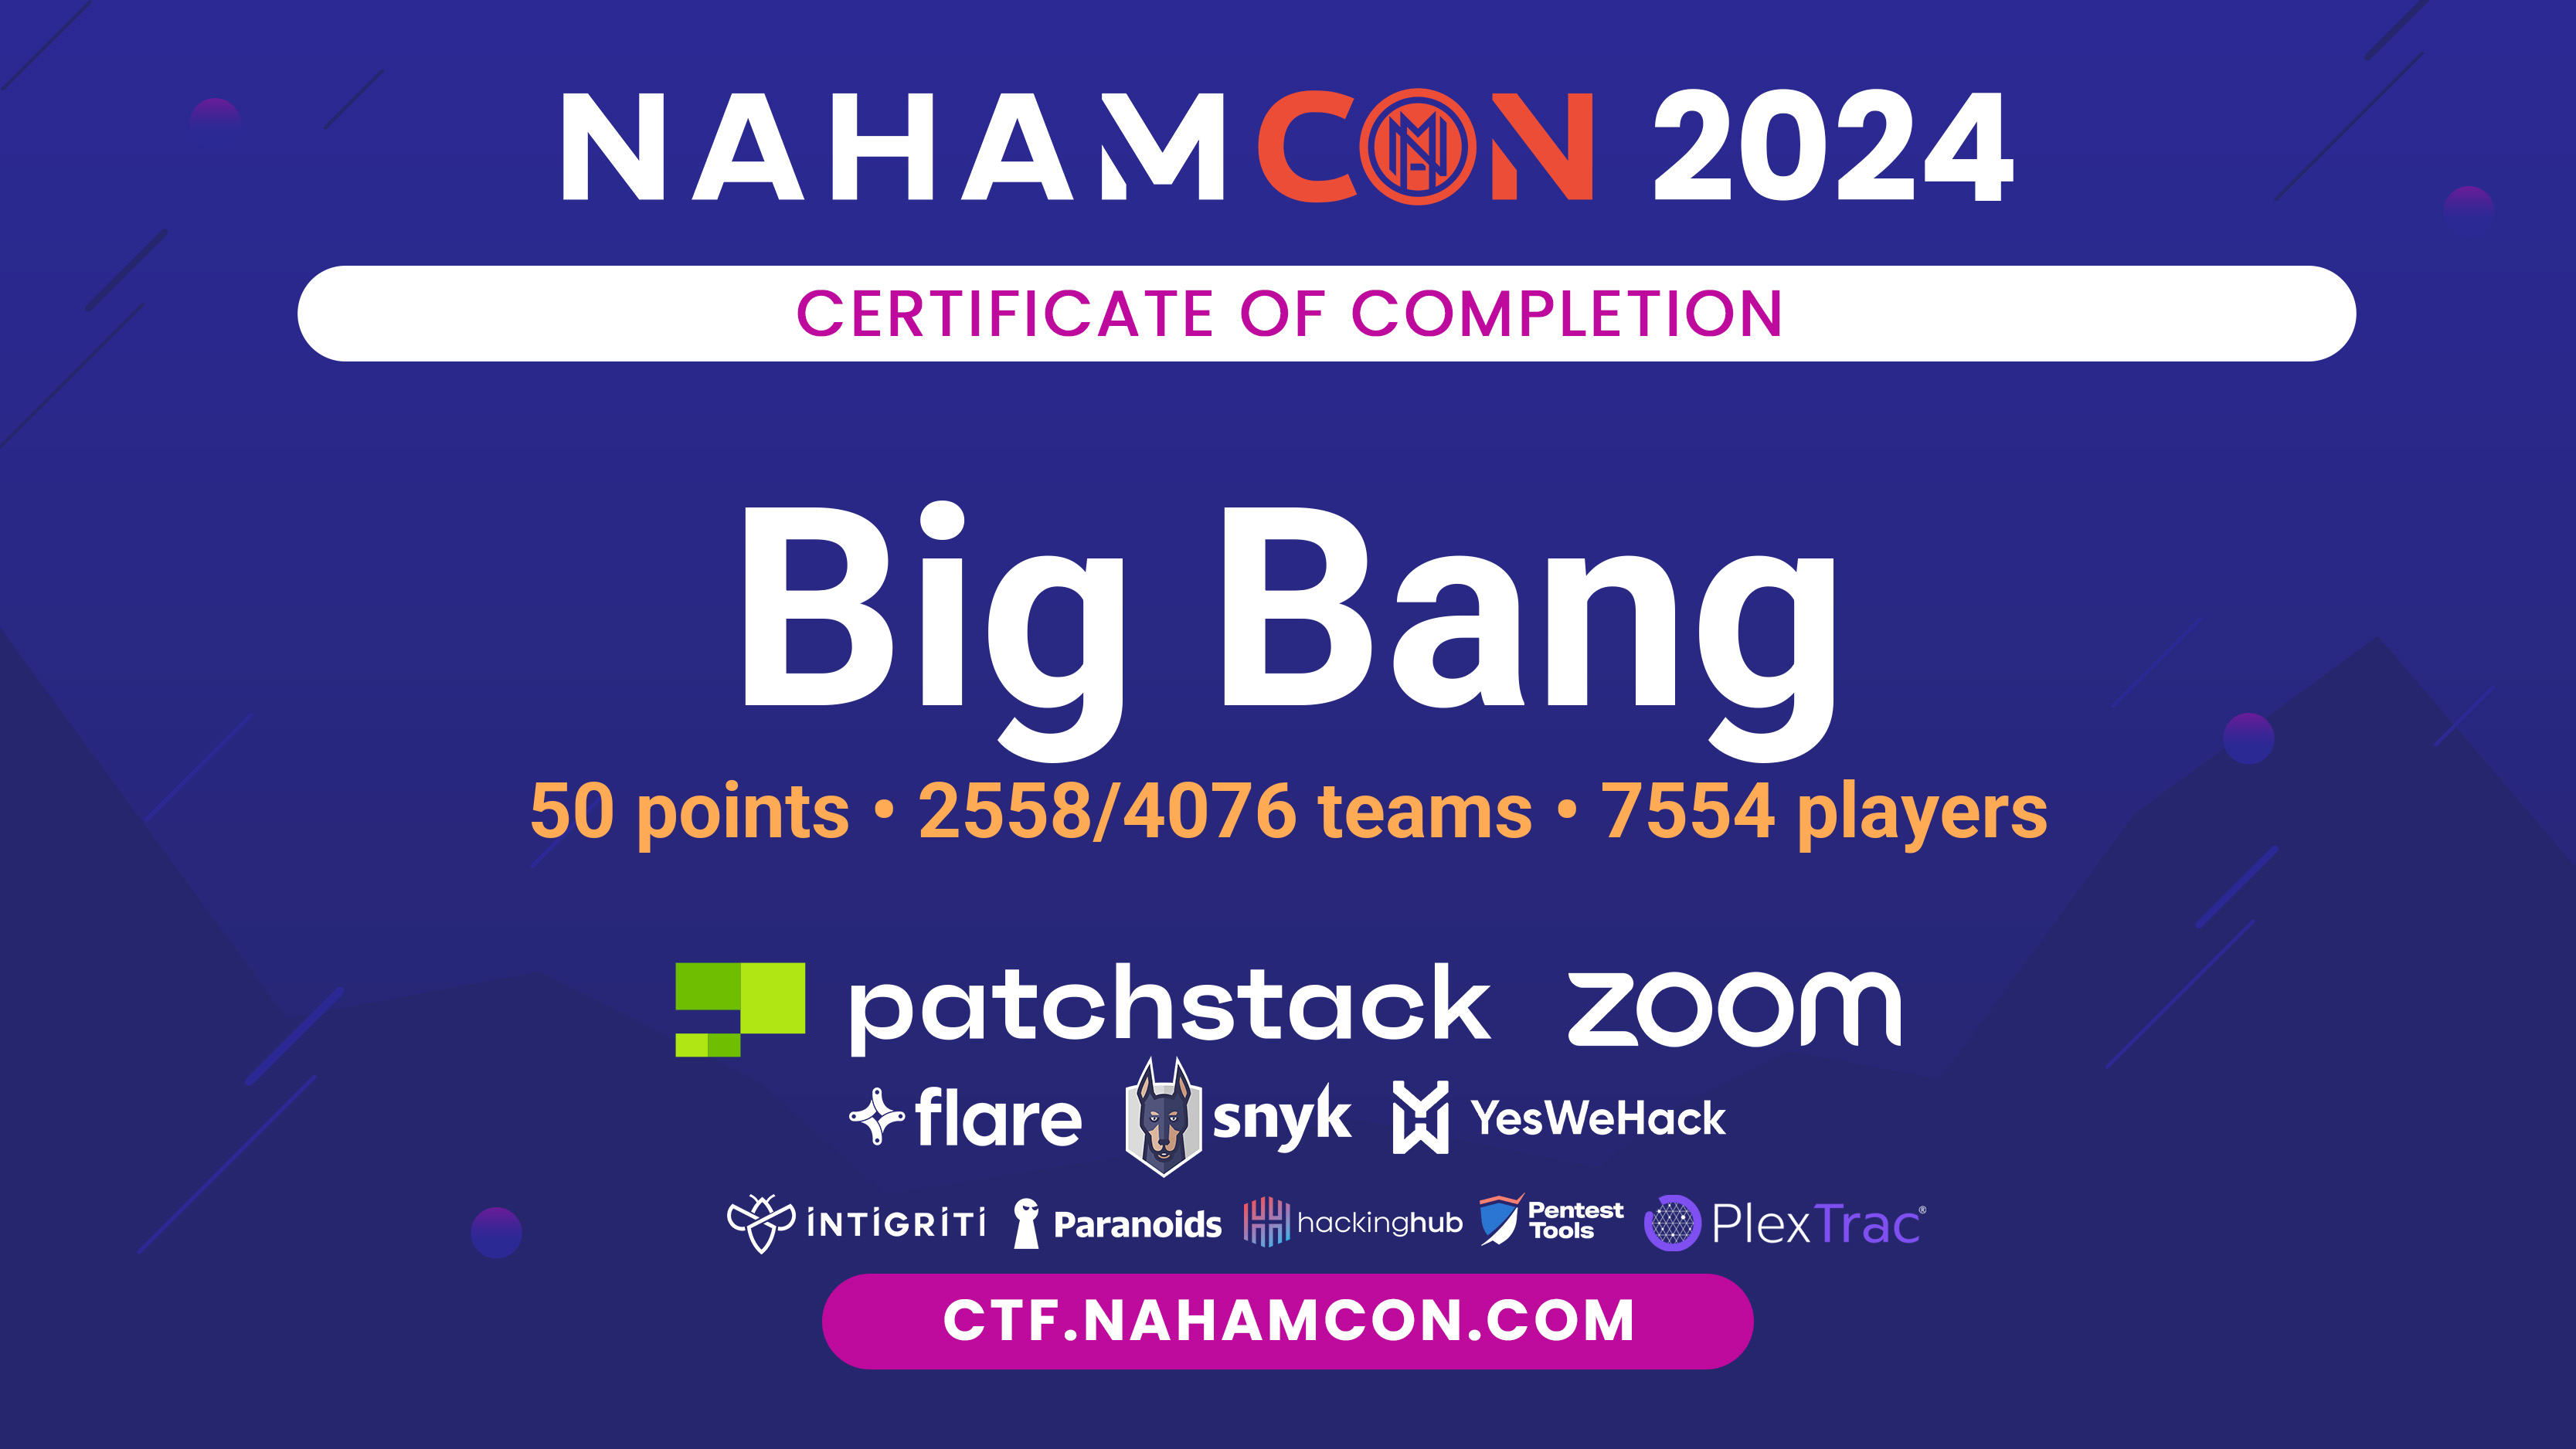 NAHAMCON 2024
CERTIFICATE OF COMPLETION
Big Bang
50 points • 2558/4076 teams • 7554 players
patchstack zoom
flare snyk YesWeHack
INTIGRITI Paranoids hackinghub Pentest Tools PlexTrac®
CTF.NAHAMCON.COM